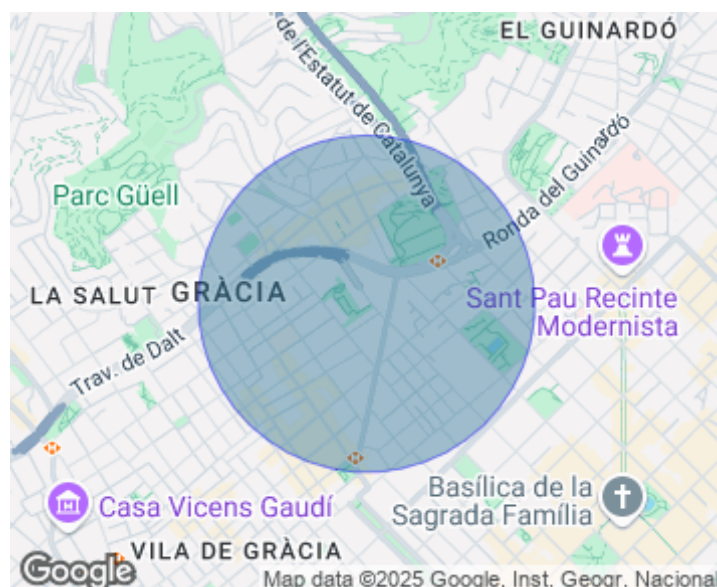 EL GUINARDÓ
de l'Estatut de Catalunya
Ronda del Guinardó
Parc Güell
LA SALUT
GRÀCIA
Sant Pau Recinte
Modernista
Trav. de Dalt
Basílica de la
Sagrada Família
Casa Vicens Gaudí
VILA DE GRÀCIA
Google
Map data ©2025 Google, Inst. Geogr. Nacional